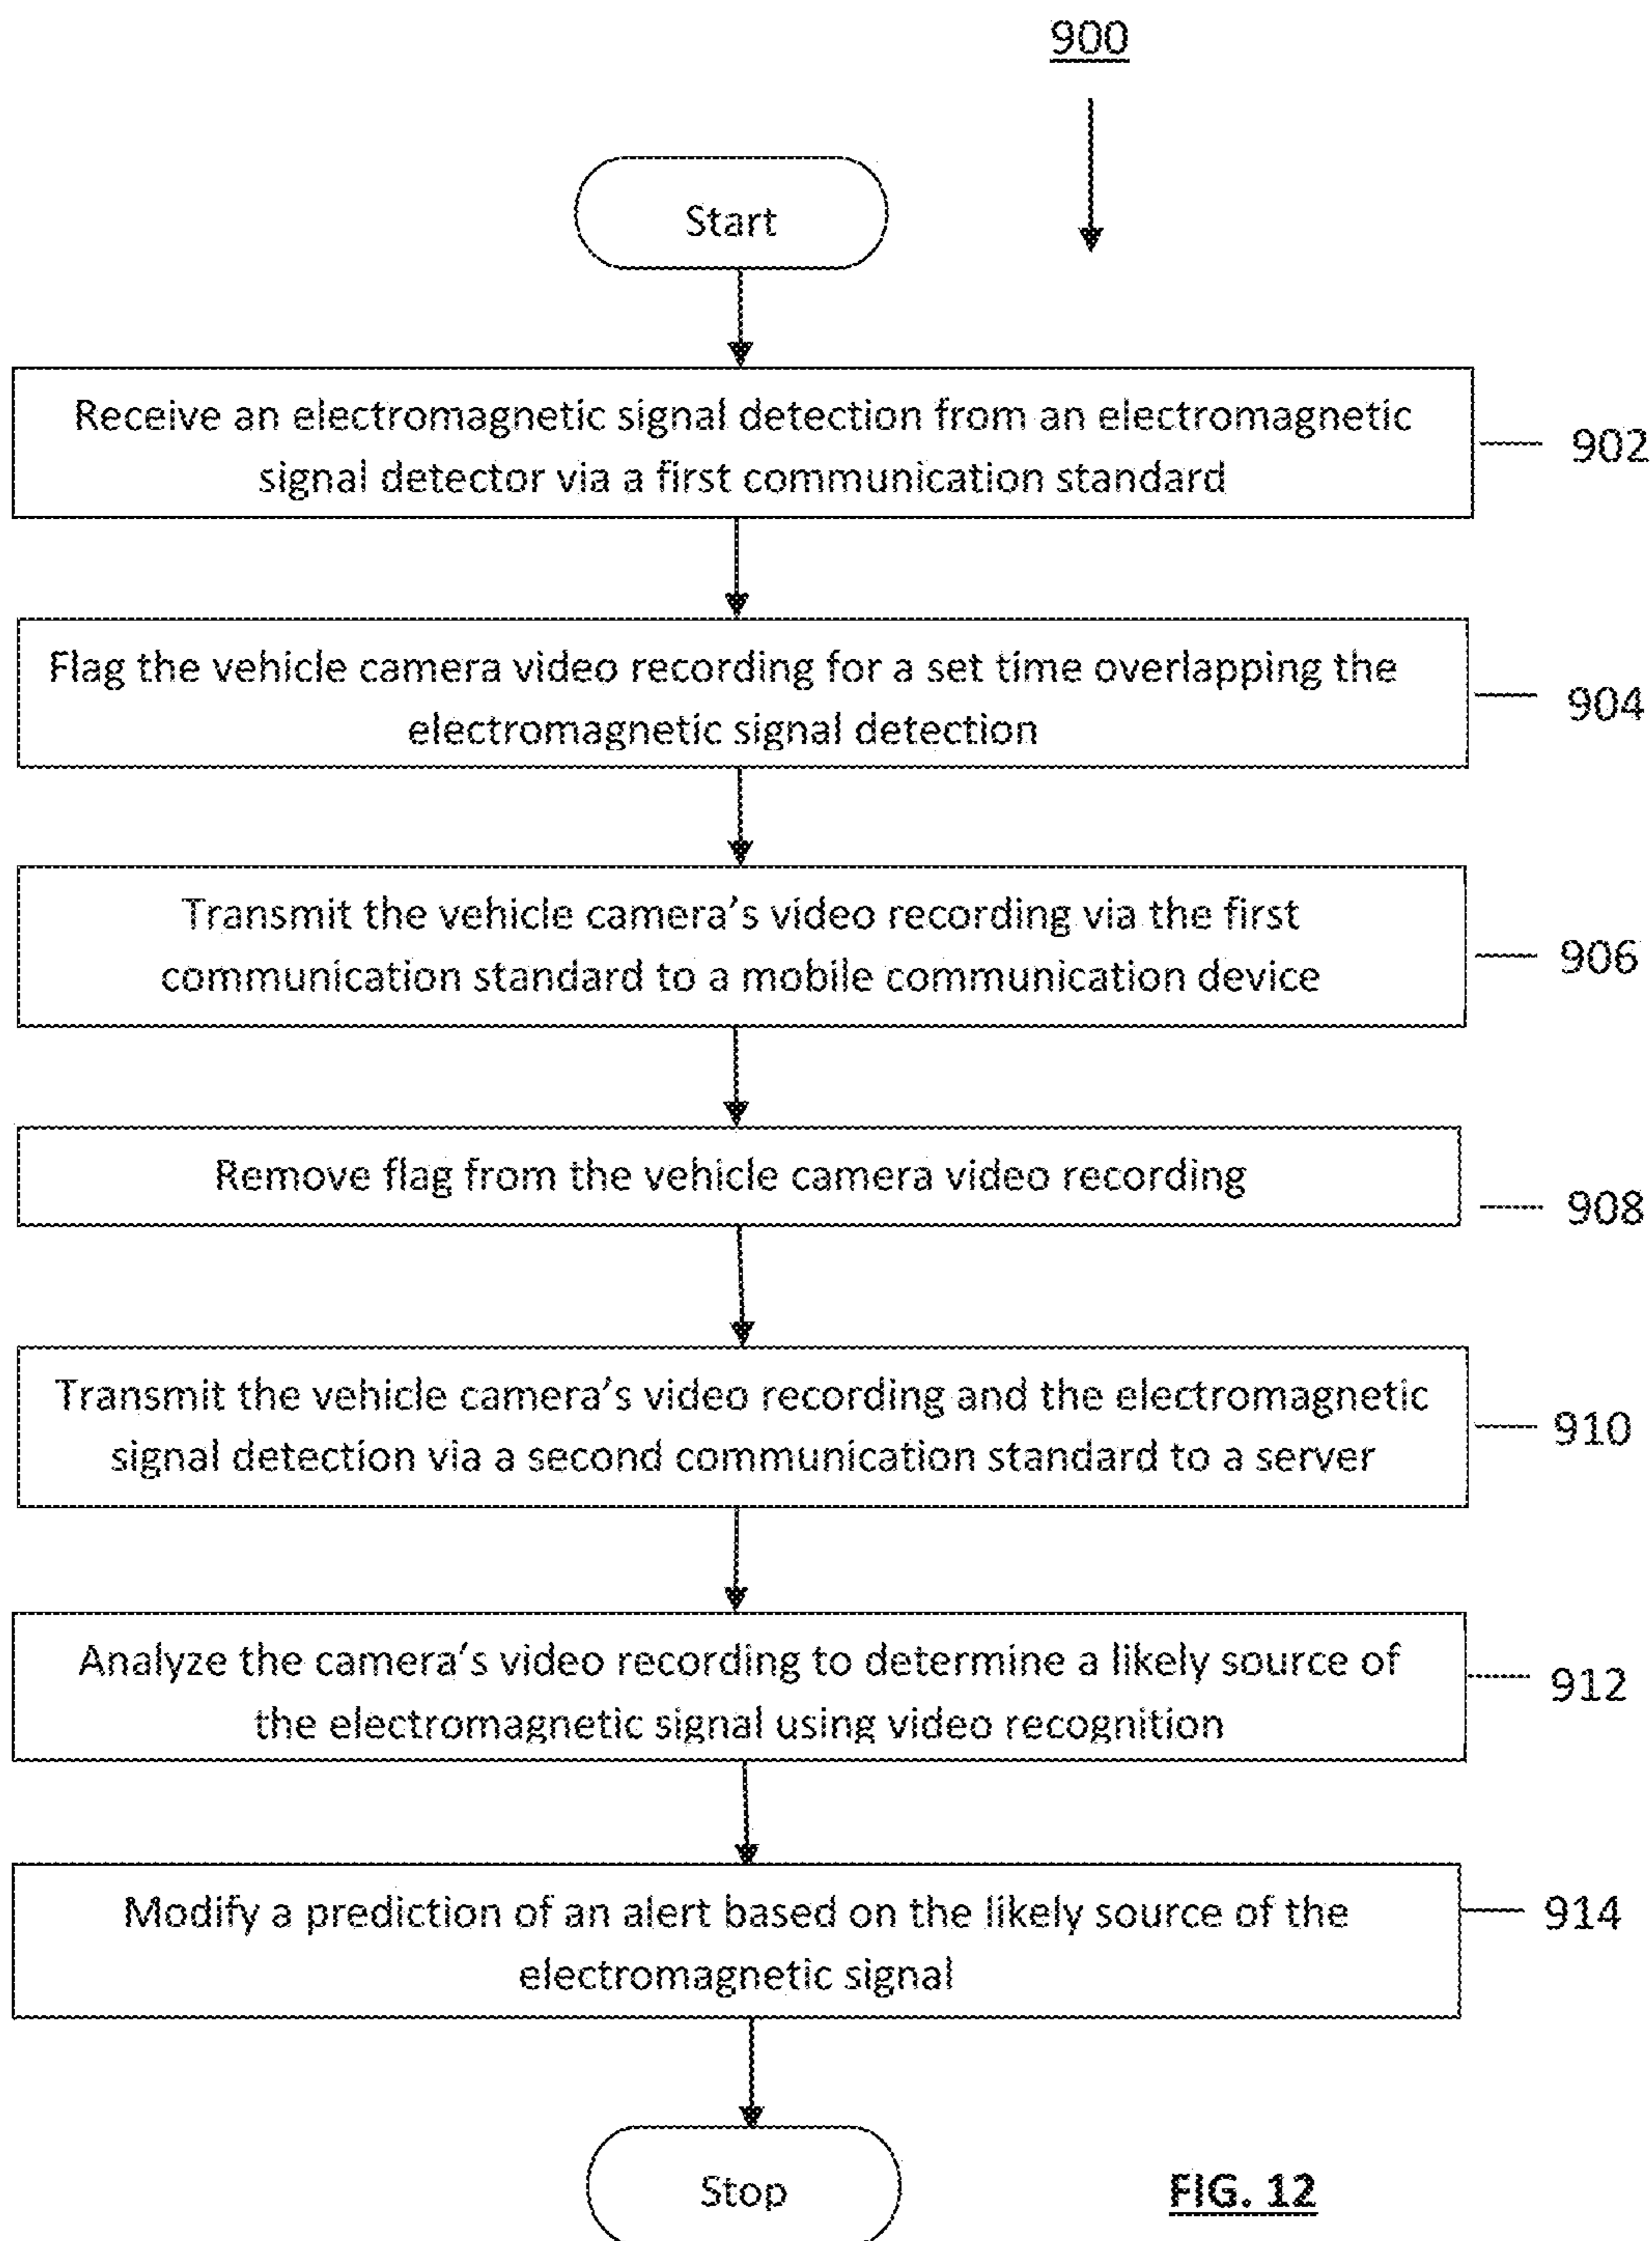 900
Start
Receive an electromagnetic signal detection from an electromagnetic
signal detector via a first communication standard
902
Flag the vehicle camera video recording for a set time overlapping the
electromagnetic signal detection
904
Transmit the vehicle camera's video recording via the first
communication standard to a mobile communication device
906
Remove flag from the vehicle camera video recording
908
Transmit the vehicle camera's video recording and the electromagnetic
signal detection via a second communication standard to a server
910
Analyze the camera's video recording to determine a likely source of
the electromagnetic signal using video recognition
912
Modify a prediction of an alert based on the likely source of the
electromagnetic signal
914
Stop
FIG. 12